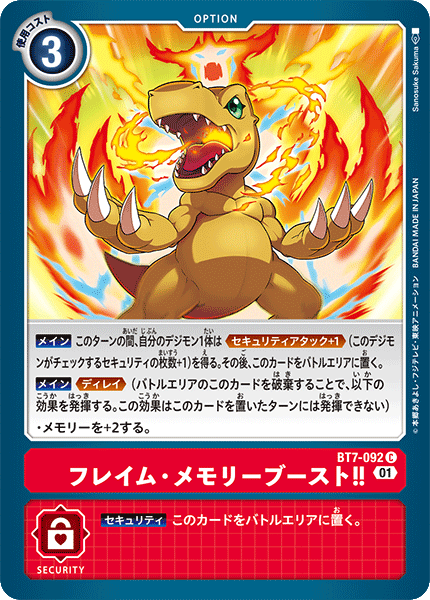 OPTION
使用コスト
3
Sanosuke Sakuma
メイン このターンの間、自分のデジモン1体は セキュリティアタック+1 (このデジモ
ンがチェックするセキュリティの枚数+1)を得る。その後、このカードをバトルエリアに置く。
メイン ディレイ (バトルエリアのこのカードを破棄することで、以下の
効果を発揮する。この効果はこのカードを置いたターンには発揮できない)
・メモリーを+2する。
©本郷あきよし・フジテレビ・東映アニメーション BANDAI MADE IN JAPAN
BT7-092 C
フレイム・メモリーブースト!!
01
セキュリティ このカードをバトルエリアに置く。
SECURITY